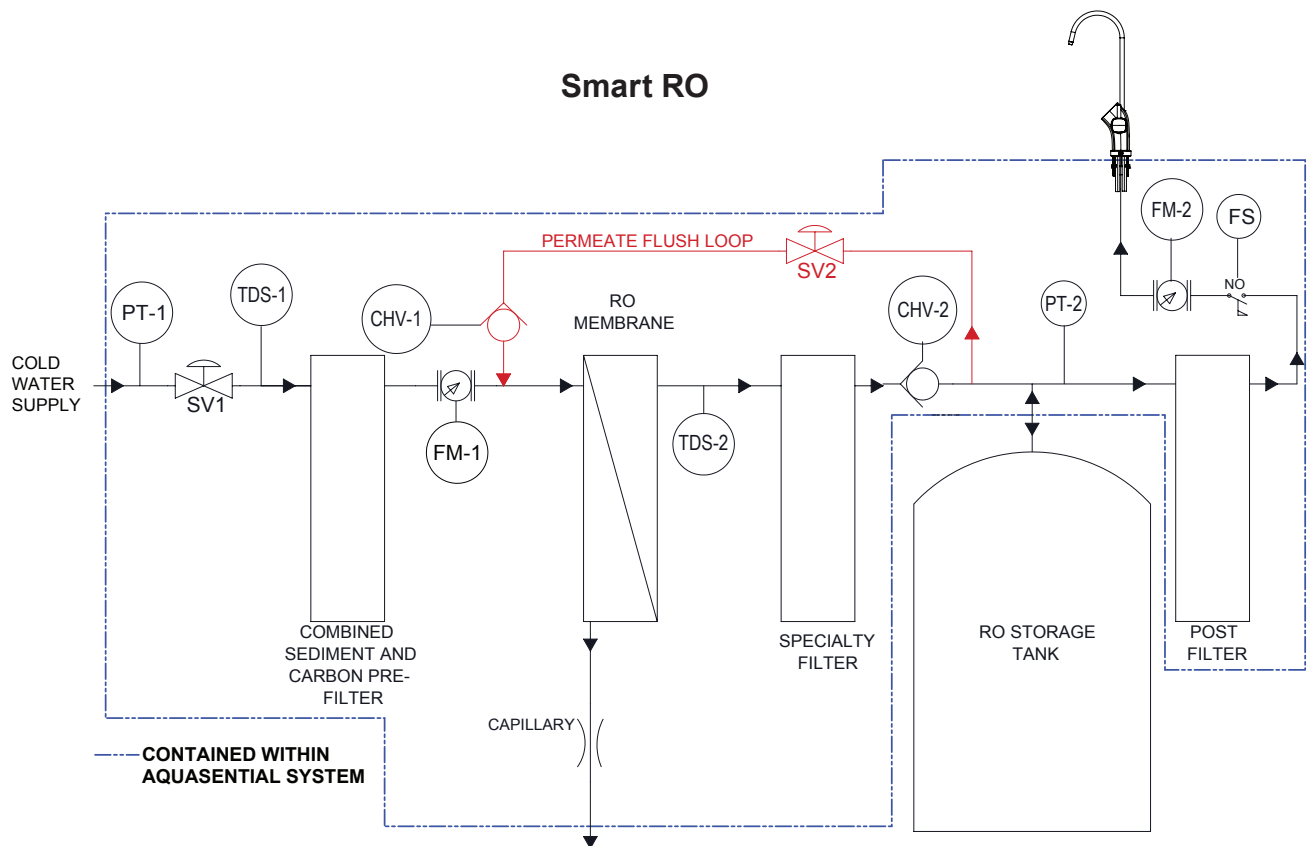 Smart RO
FM-2
FS
PERMEATE FLUSH LOOP
SV2
NO
PT-1
TDS-1
CHV-1
RO
MEMBRANE
CHV-2
PT-2
COLD
WATER
SUPPLY
SV1
FM-1
TDS-2
COMBINED
SEDIMENT AND
CARBON PRE-
FILTER
SPECIALTY
FILTER
RO STORAGE
TANK
POST
FILTER
CAPILLARY
CONTAINED WITHIN
AQUASENTIAL SYSTEM